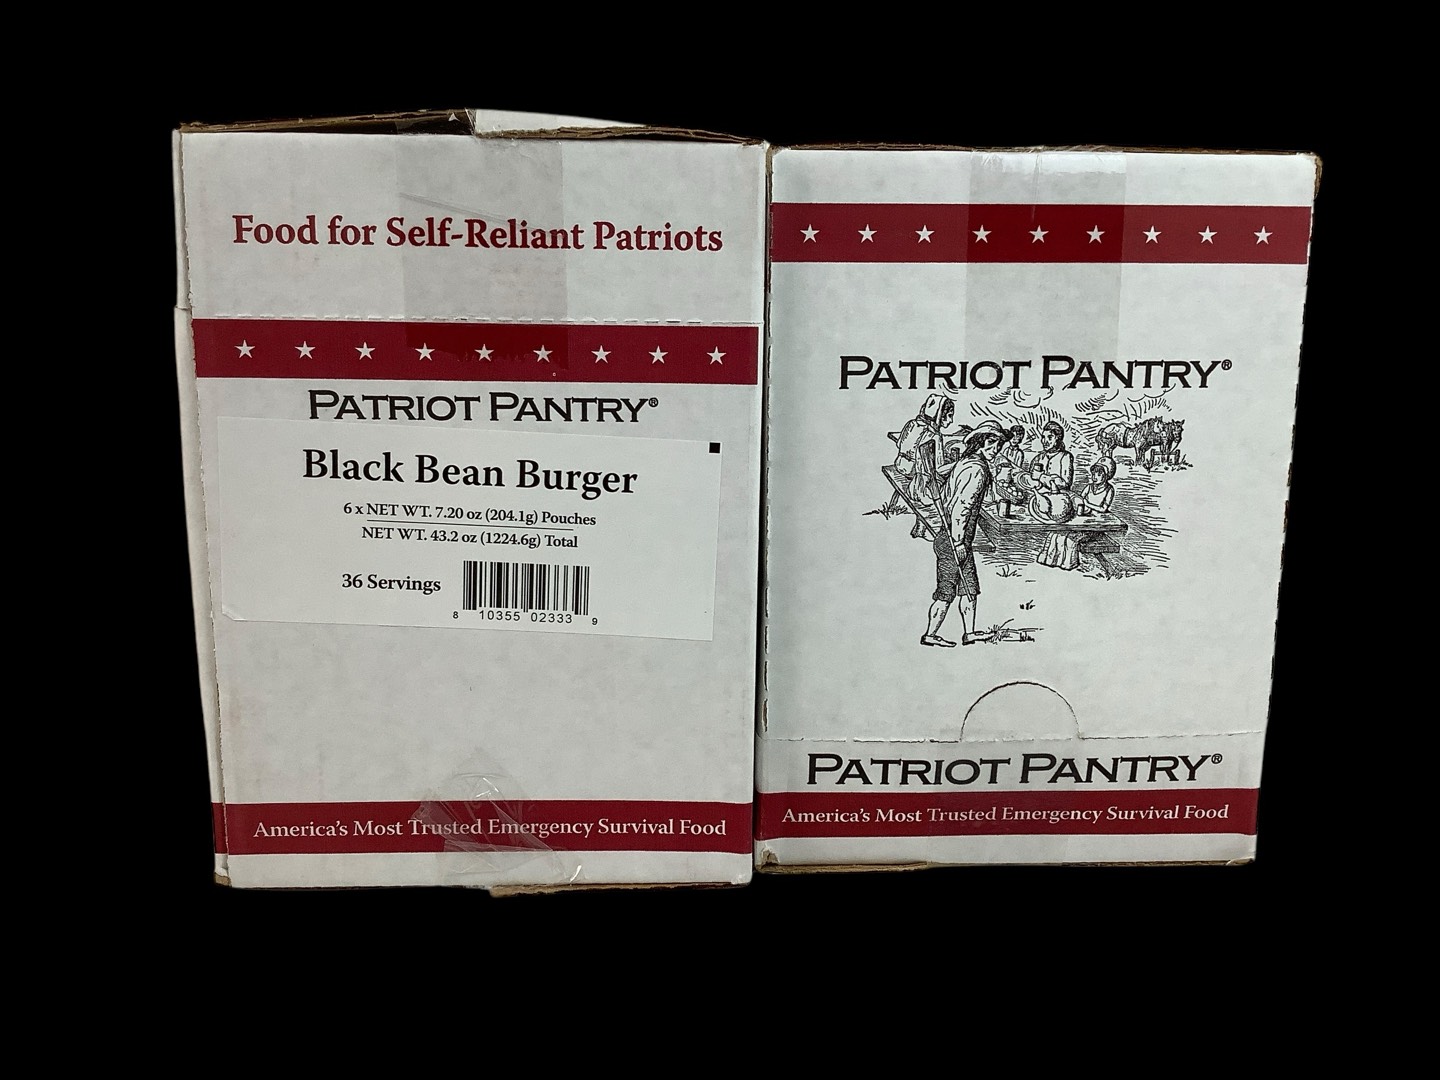 Food for Self-Reliant Patriots
PATRIOT PANTRY®
Black Bean Burger
6 x NET WT. 7.20 oz (204.1g) Pouches
NET WT. 43.2 oz (1224.6g) Total
36 Servings
8 10355 02333 9
America's Most Trusted Emergency Survival Food
PATRIOT PANTRY®
PATRIOT PANTRY®
America's Most Trusted Emergency Survival Food